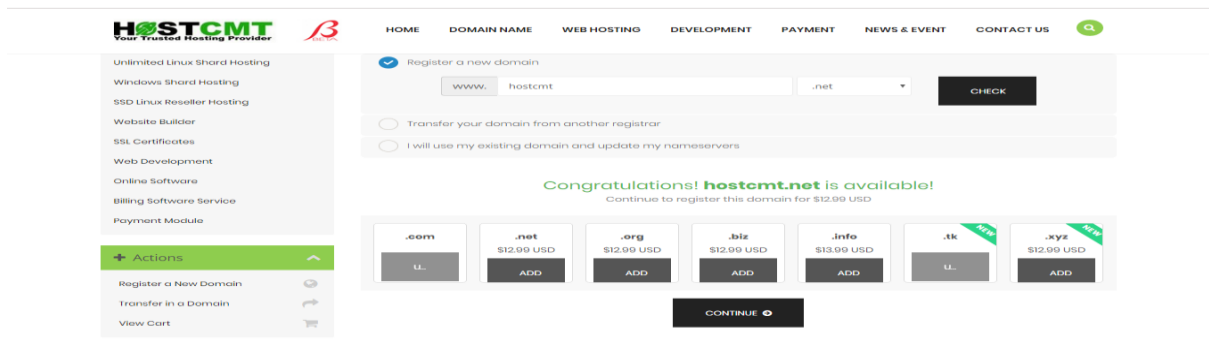 HOSTCMT
Your Trusted Hosting Provider
HOME DOMAIN NAME WEB HOSTING DEVELOPMENT PAYMENT NEWS & EVENT CONTACT US
Unlimited Linux Shard Hosting
Windows Shard Hosting
SSD Linux Reseller Hosting
Website Builder
SSL Certificates
Web Development
Online Software
Billing Software Service
Payment Module
Actions
Register a New Domain
Transfer in a Domain
View Cart
Register a new domain
www. hostcmt .net CHECK
Transfer your domain from another registrar
I will use my existing domain and update my nameservers
Congratulations! hostcmt.net is available!
Continue to register this domain for $12.99 USD
.com
U..
.net
$12.99 USD
ADD
.org
$12.99 USD
ADD
.biz
$12.99 USD
ADD
.info
$13.99 USD
ADD
.tk
NEW
U..
.xyz
NEW
$12.99 USD
ADD
CONTINUE